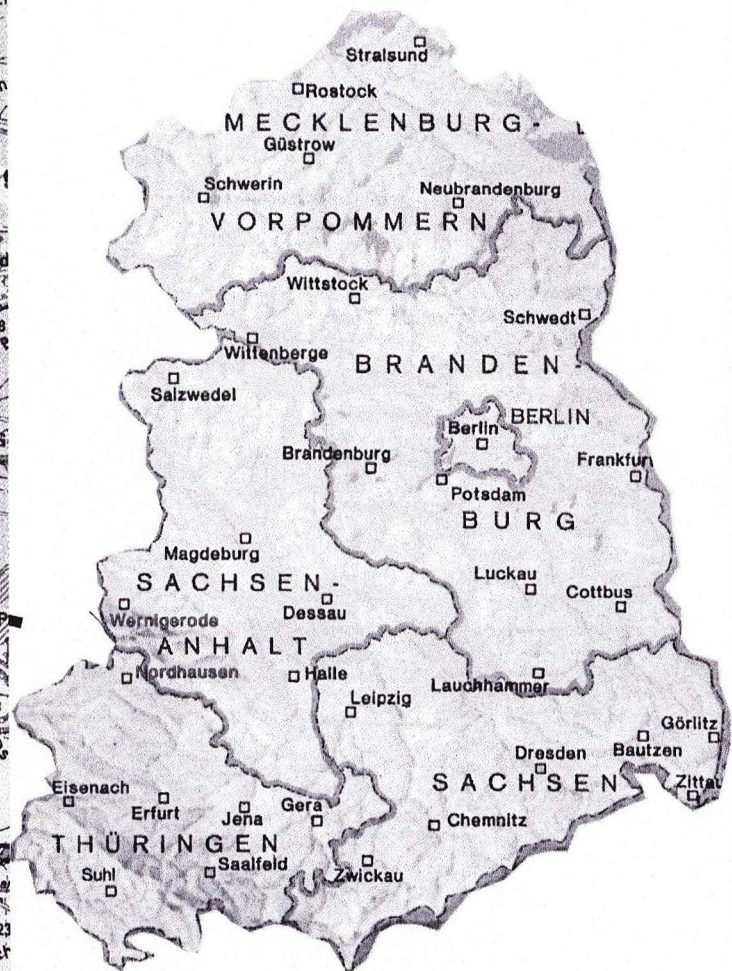 Stralsund
Rostock
MECKLENBURG-
Güstrow
Schwerin
Neubrandenburg
VORPOMMERN
Wittstock
Schwedt
Wittenberge
BRANDEN-
Salzwedel
BERLIN
Berlin
Brandenburg
Frankfur
Potsdam
BURG
Magdeburg
Luckau
SACHSEN-
Cottbus
Dessau
Wernigerode
ANHALT
Nordhausen
Halle
Lauchhammer
Leipzig
Görlitz
Bautzen
Dresden
SACHSEN
Zittau
Eisenach
Erfurt
Jena
Gera
Chemnitz
THÜRINGEN
Saalfeld
Suhl
Zwickau
23